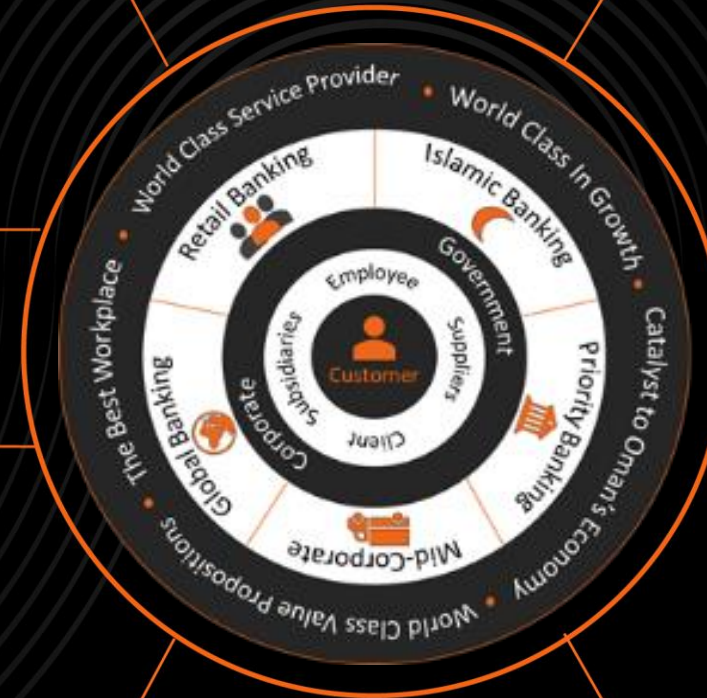 World Class Service Provider
World Class In Growth
Catalyst to Oman's Economy
World Class Value Propositions
The Best Workplace
Retail Banking
Islamic Banking
Priority Banking
Mid-Corporate
Global Banking
Government
Corporate
Employee
Suppliers
Client
Subsidiaries
Customer